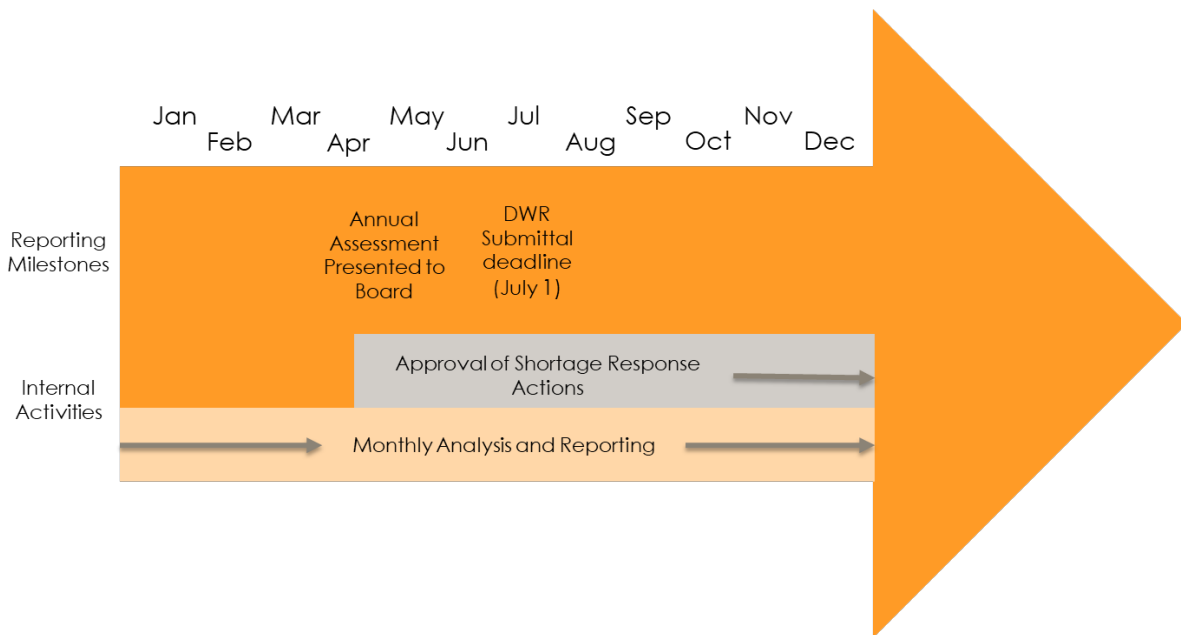 Jan
Feb
Mar
Apr
May
Jun
Jul
Aug
Sep
Oct
Nov
Dec
Reporting
Milestones
Annual
Assessment
Presented to
Board
DWR
Submittal
deadline
(July 1)
Internal
Activities
Approval of Shortage Response
Actions
Monthly Analysis and Reporting